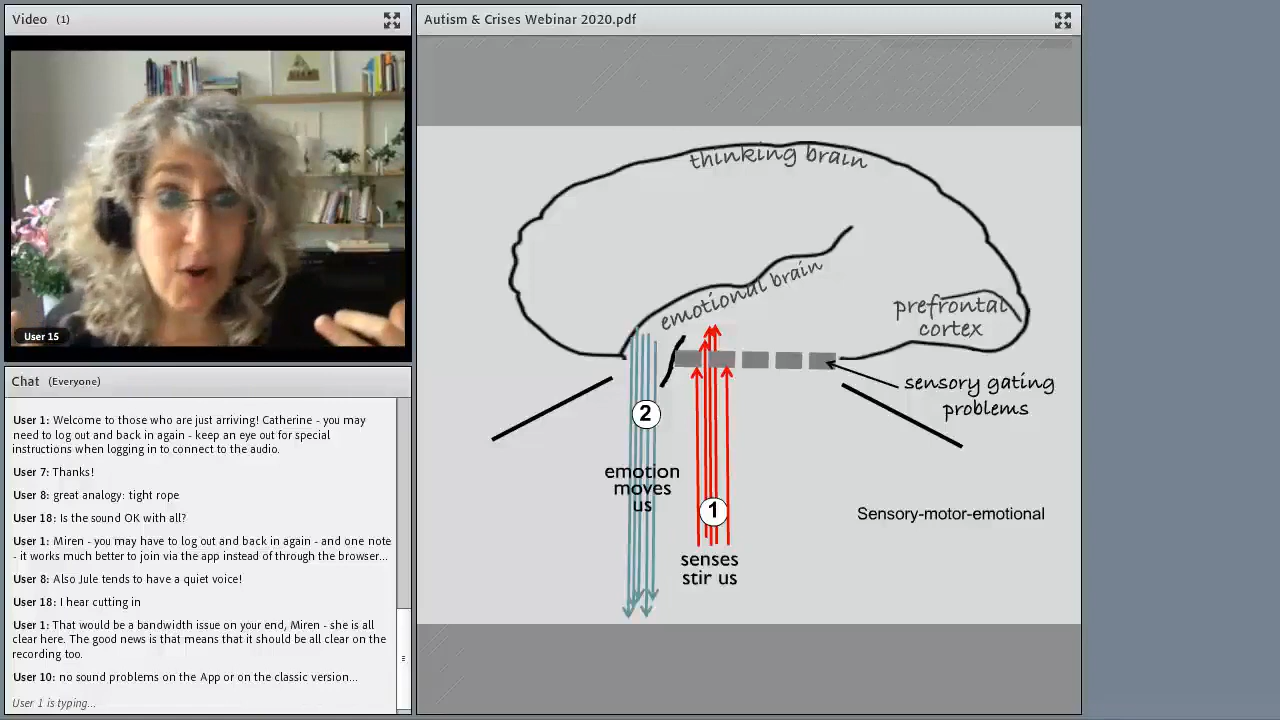 Video (1)
User 15
Chat (Everyone)
User 1: Welcome to those who are just arriving! Catherine - you may
need to log out and back in again - keep an eye out for special
instructions when logging in to connect to the audio.
User 7: Thanks!
User 8: great analogy: tight rope
User 18: Is the sound OK with all?
User 1: Miren - you may have to log out and back in again - and one note
- it works much better to join via the app instead of through the browser...
User 8: Also Jule tends to have a quiet voice!
User 18: I hear cutting in
User 1: That would be a bandwidth issue on your end, Miren - she is all
clear here. The good news is that means that it should be all clear on the
recording too.
User 10: no sound problems on the App or on the classic version...
User 1 is typing...
Autism & Crises Webinar 2020.pdf
thinking brain
emotional brain
prefrontal
cortex
sensory gating
problems
2
emotion
moves
us
1
senses
stir us
Sensory-motor-emotional